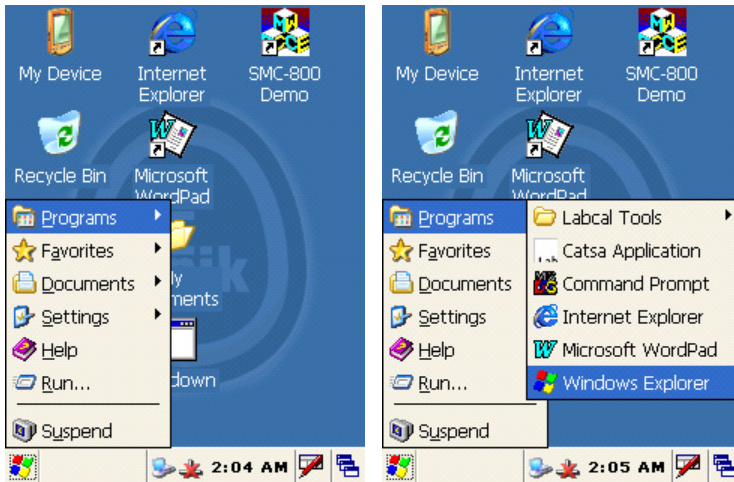 My Device
Internet
Explorer
SMC-800
Demo
Recycle Bin
Microsoft
WordPad
Programs
Favorites
Documents
Settings
Help
Run...
Suspend
ments
down
2:04 AM
My Device
Internet
Explorer
SMC-800
Demo
Recycle Bin
Microsoft
WordPad
Programs
Favorites
Documents
Settings
Help
Run...
Suspend
Labcal Tools
Catsa Application
Command Prompt
Internet Explorer
Microsoft WordPad
Windows Explorer
2:05 AM